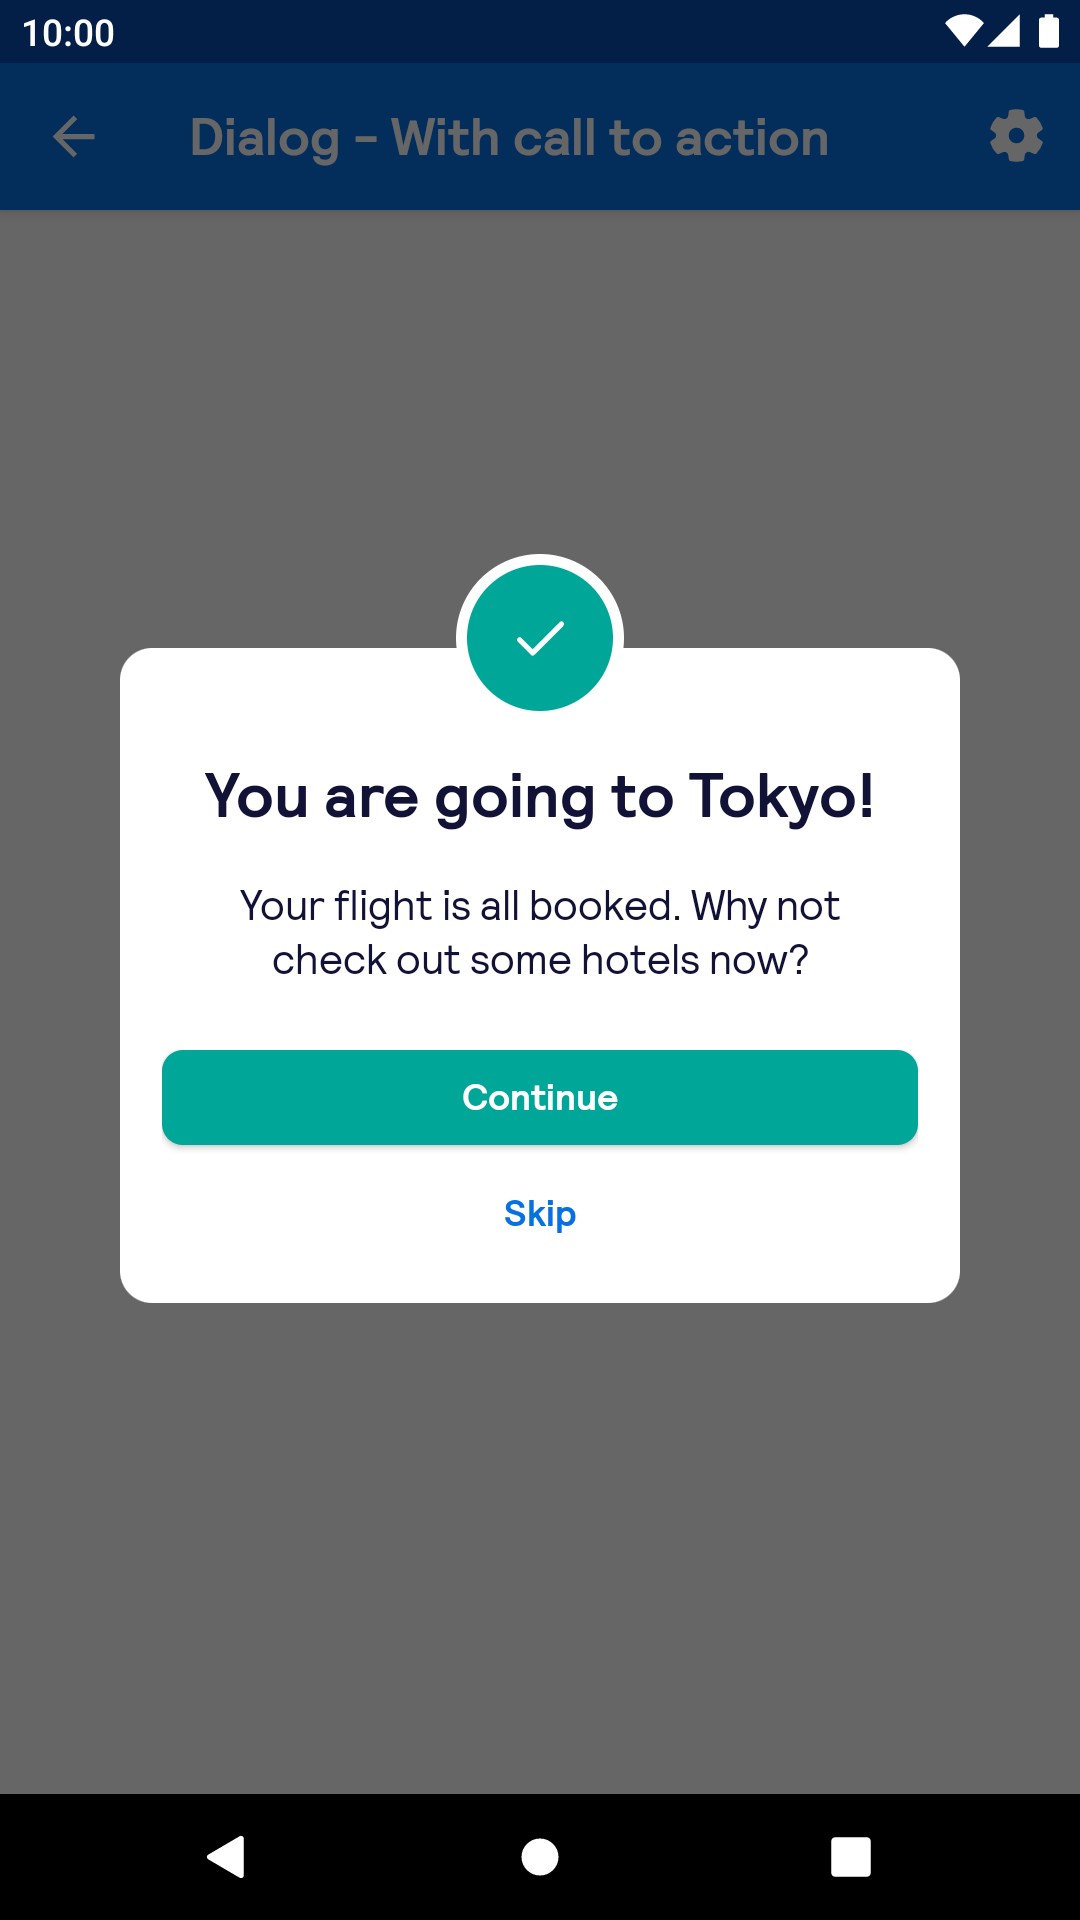 10:00
Dialog - With call to action
You are going to Tokyo!
Your flight is all booked. Why not
check out some hotels now?
Continue
Skip